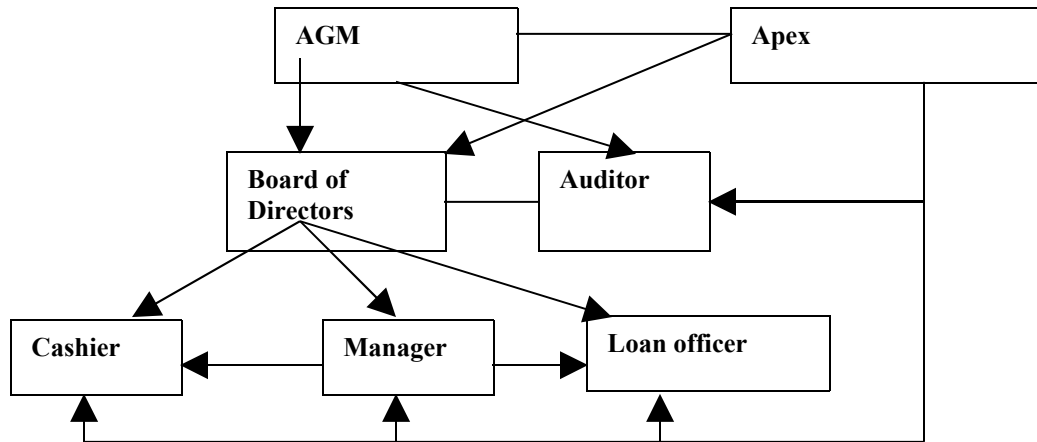 AGM
Apex
Board of
Directors
Auditor
Cashier
Manager
Loan officer